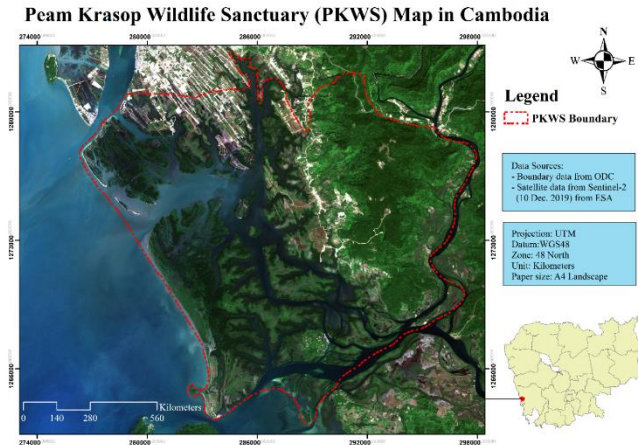 Peam Krasop Wildlife Sanctuary (PKWS) Map in Cambodia
274000 280000 286000 292000 298000
N
W E
S
Legend
PKWS Boundary
1280000 1280000
Data Sources:
- Boundary data from ODC
- Satellite data from Sentinel-2
(10 Dec. 2019) from ESA
1273000 1273000
Projection: UTM
Datum:WGS48
Zone: 48 North
Unit: Kilometers
Paper size: A4 Landscape
1266000 1266000
Kilometers
0 140 280 560
274000 280000 286000 292000 298000